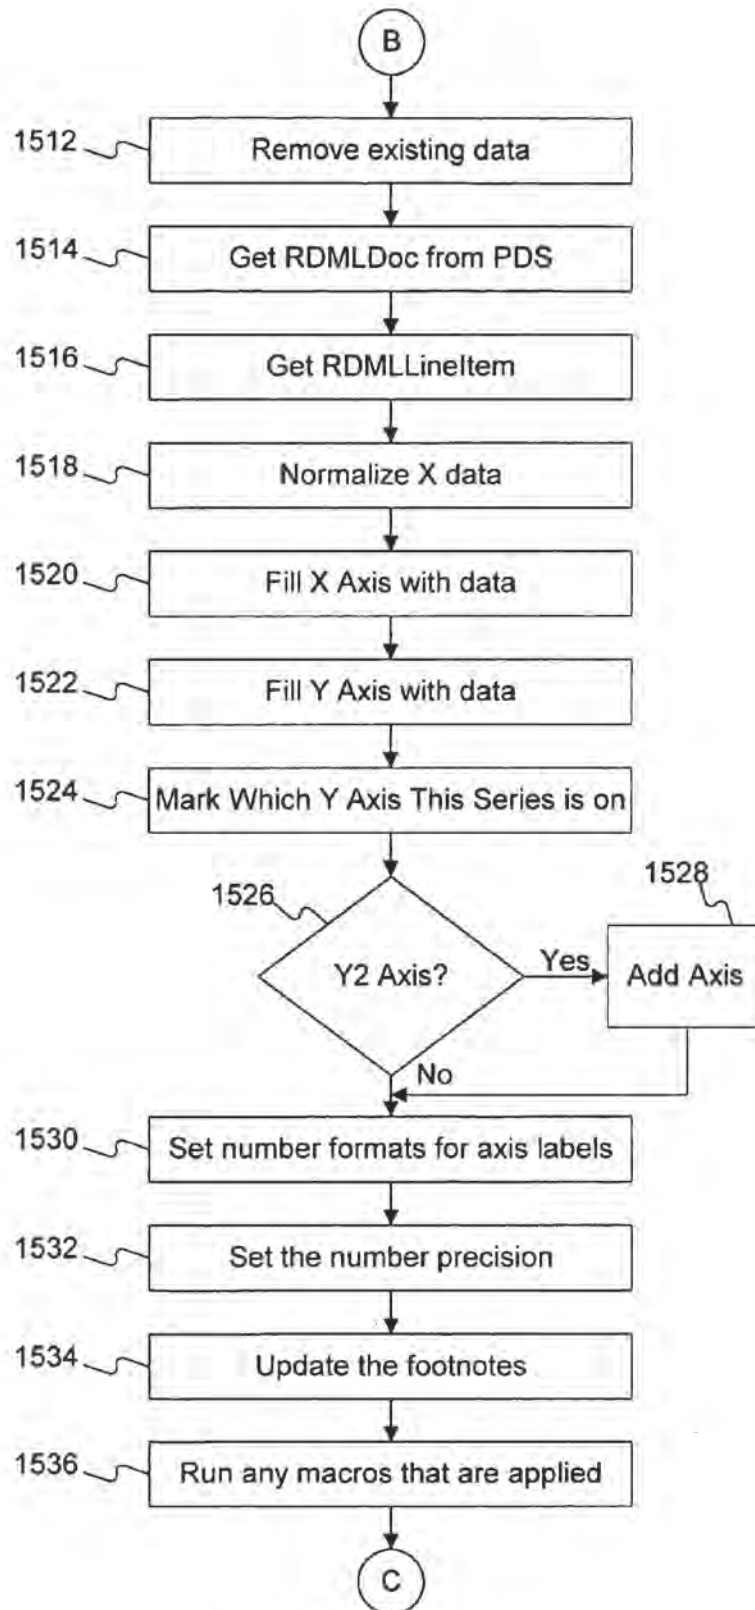 B
1512
Remove existing data
1514
Get RDMLDoc from PDS
1516
Get RDMLLineItem
1518
Normalize X data
1520
Fill X Axis with data
1522
Fill Y Axis with data
1524
Mark Which Y Axis This Series is on
1526
Y2 Axis?
Yes
1528
Add Axis
No
1530
Set number formats for axis labels
1532
Set the number precision
1534
Update the footnotes
1536
Run any macros that are applied
C